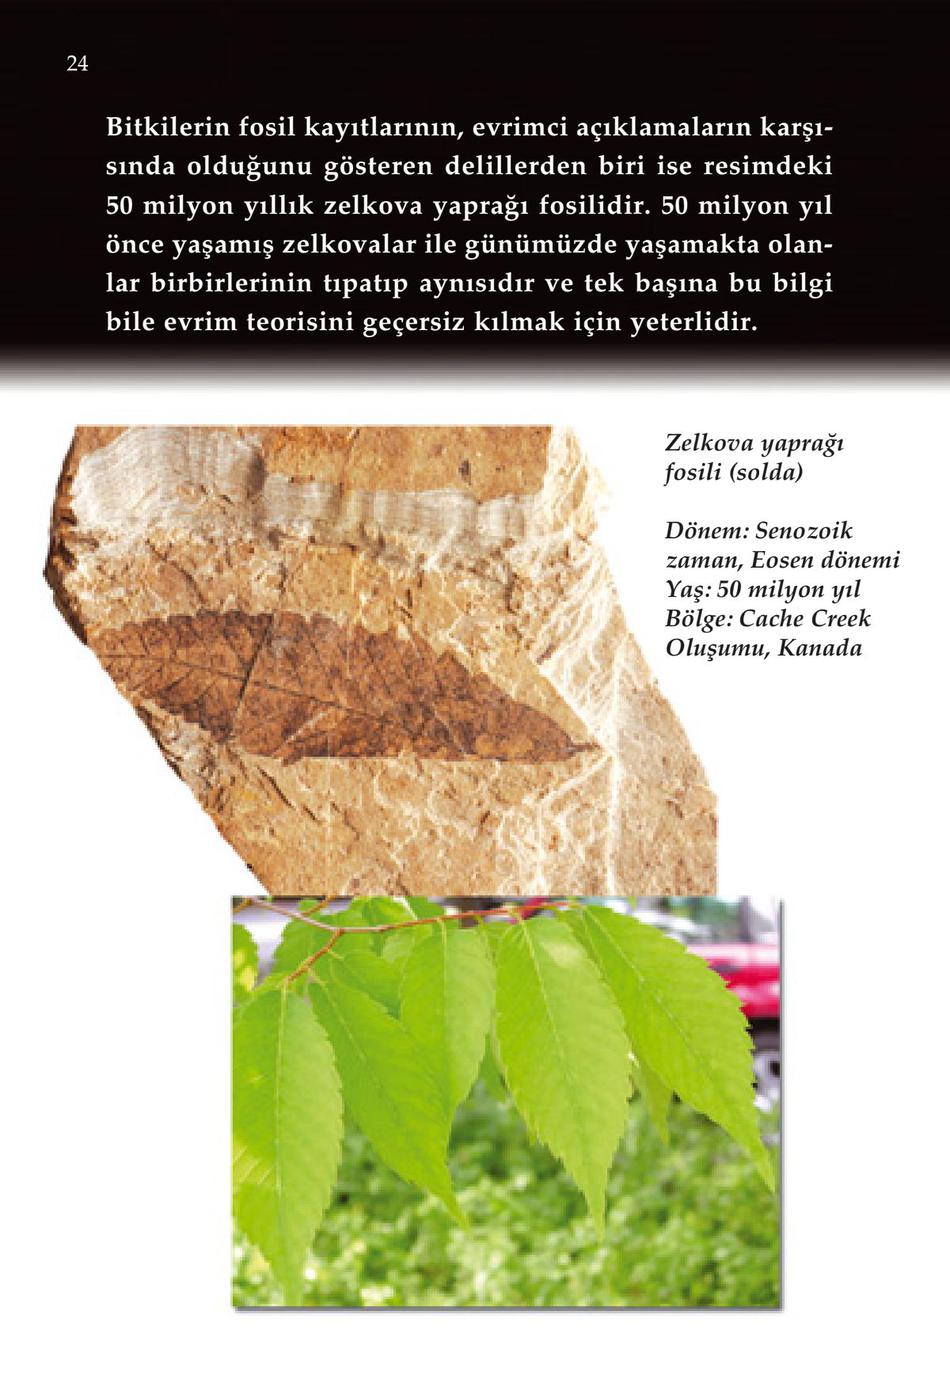 24
Bitkilerin fosil kayıtlarının, evrimci açıklamaların karşı-
sında olduğunu gösteren delillerden biri ise resimdeki
50 milyon yıllık zelkova yaprağı fosilidir. 50 milyon yıl
önce yaşamış zelkovalar ile günümüzde yaşamakta olan-
lar birbirlerinin tıpatıp aynısıdır ve tek başına bu bilgi
bile evrim teorisini geçersiz kılmak için yeterlidir.
Zelkova yaprağı
fosili (solda)
Dönem: Senozoik
zaman, Eosen dönemi
Yaş: 50 milyon yıl
Bölge: Cache Creek
Oluşumu, Kanada